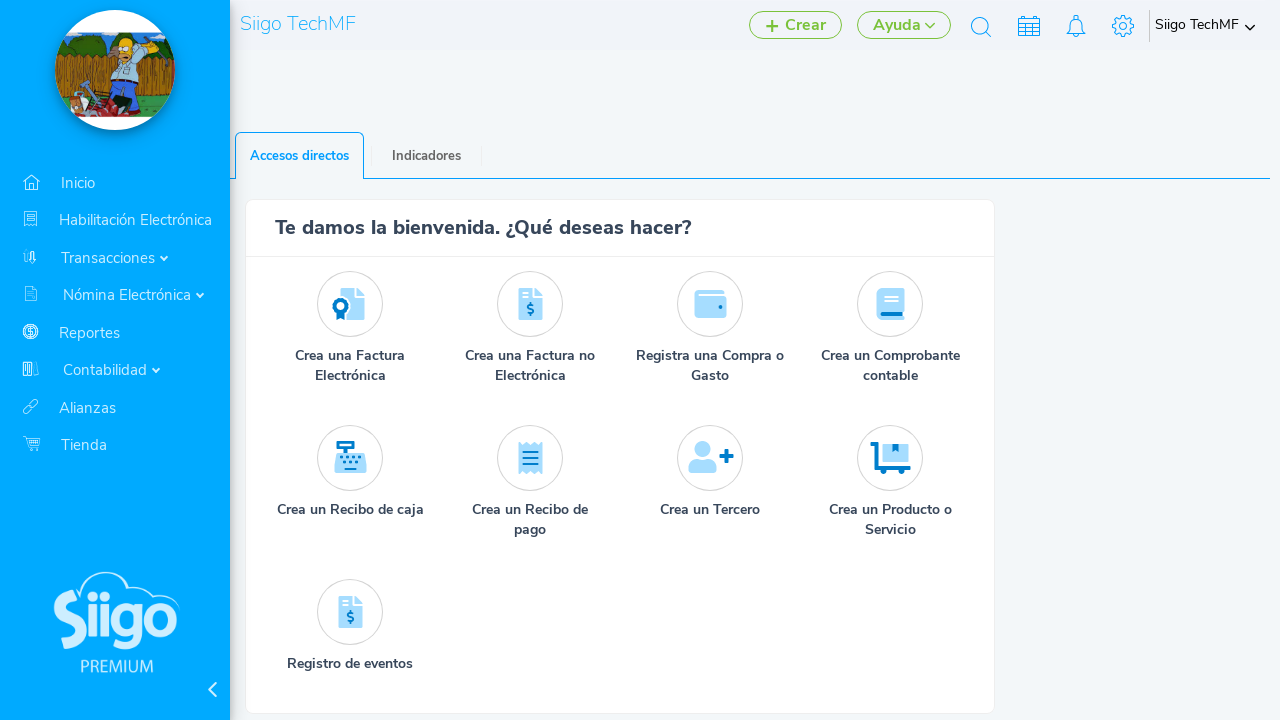 Siigo TechMF
Crear
Ayuda
Siigo TechMF
Inicio
Habilitación Electrónica
Transacciones
Nómina Electrónica
Reportes
Contabilidad
Alianzas
Tienda
Siigo
PREMIUM
Accesos directos
Indicadores
Te damos la bienvenida. ¿Qué deseas hacer?
Crea una Factura
Electrónica
Crea una Factura no
Electrónica
Registra una Compra o
Gasto
Crea un Comprobante
contable
Crea un Recibo de caja
Crea un Recibo de
pago
Crea un Tercero
Crea un Producto o
Servicio
Registro de eventos